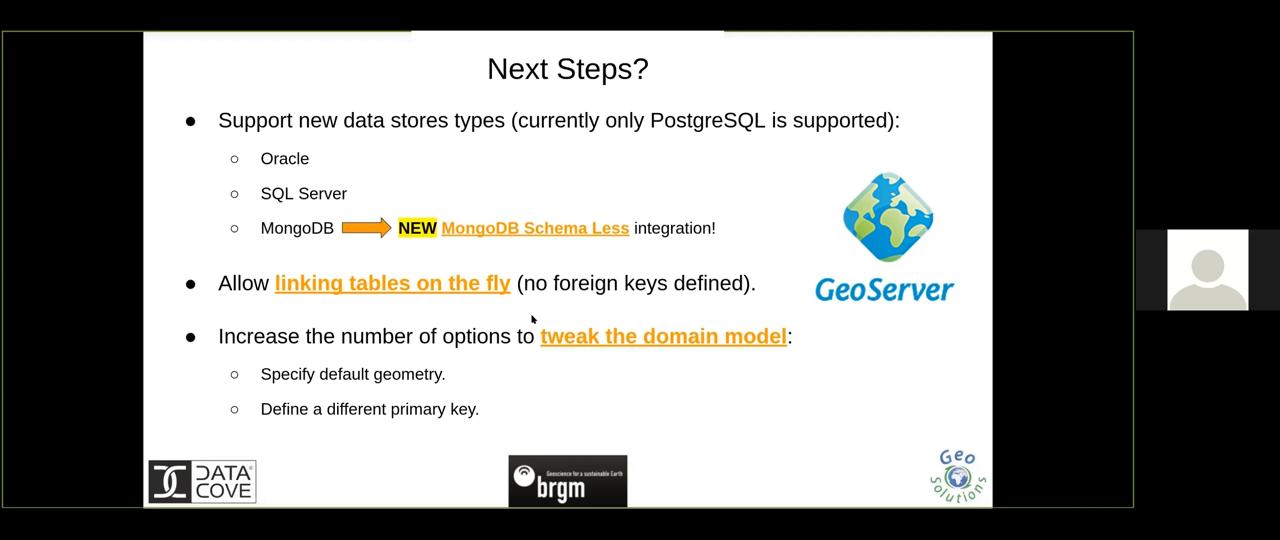 Next Steps?
● Support new data stores types (currently only PostgreSQL is supported):
○ Oracle
○ SQL Server
○ MongoDB NEW MongoDB Schema Less integration!
● Allow linking tables on the fly (no foreign keys defined).
GeoServer
● Increase the number of options to tweak the domain model:
○ Specify default geometry.
○ Define a different primary key.
DATA COVE
Geoscience for a sustainable Earth
brgm
Geo
Solutions